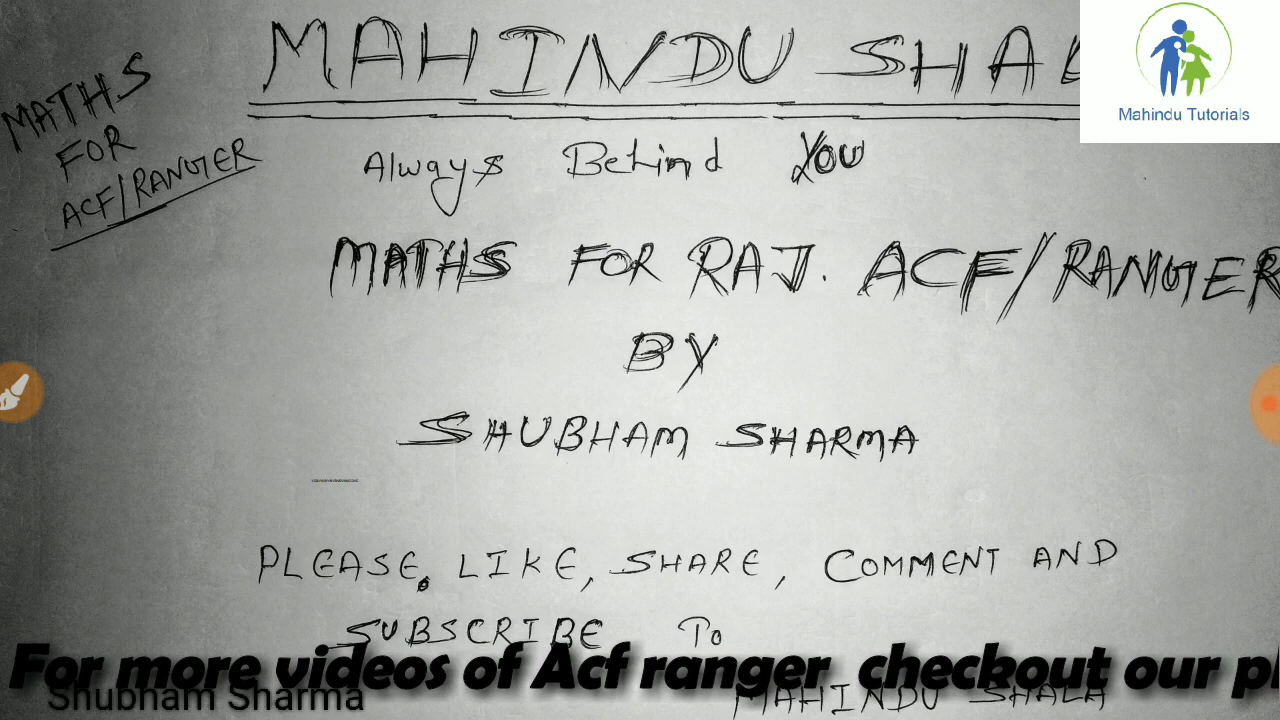 MAHINDU SHAL
Mahindu Tutorials
MATHS
FOR
ACF/RANGER
Always Behind You
MATHS FOR RAJ. ACF/RANGER
BY
SHUBHAM SHARMA
PLEASE, LIKE, SHARE, COMMENT AND
SUBSCRIBE To
For more videos of Acf ranger checkout our pl
Shubham Sharma
MAHINDU SHALA